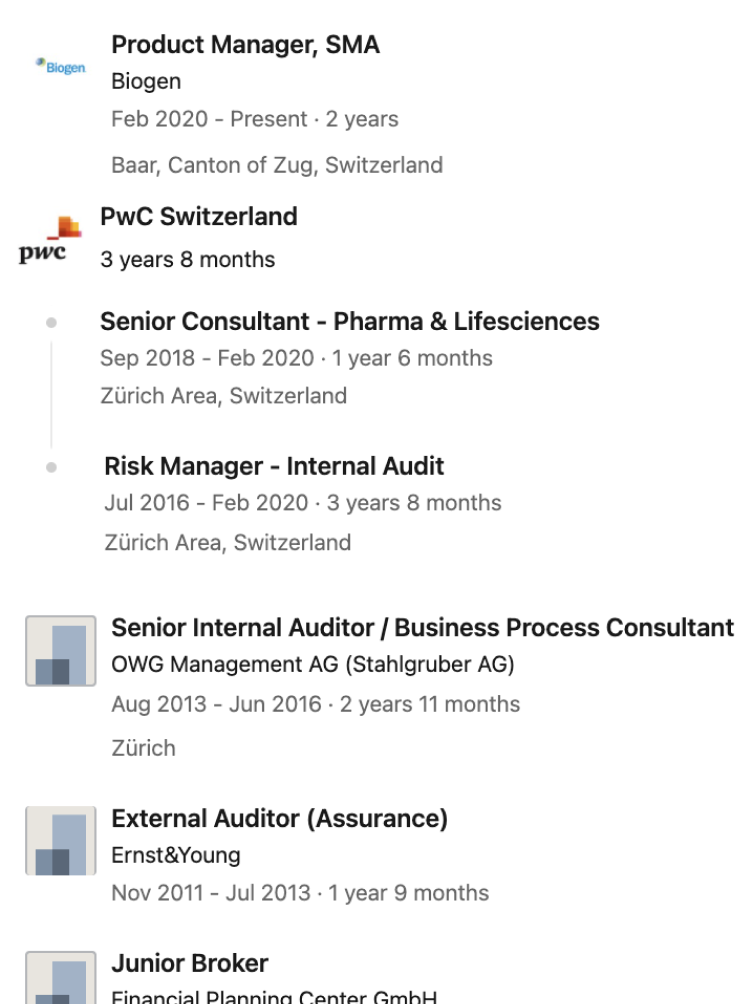 Product Manager, SMA
Biogen
Biogen
Feb 2020 - Present · 2 years
Baar, Canton of Zug, Switzerland
PwC Switzerland
pwc
3 years 8 months
Senior Consultant - Pharma & Lifesciences
Sep 2018 - Feb 2020 · 1 year 6 months
Zürich Area, Switzerland
Risk Manager - Internal Audit
Jul 2016 - Feb 2020 · 3 years 8 months
Zürich Area, Switzerland
Senior Internal Auditor / Business Process Consultant
OWG Management AG (Stahlgruber AG)
Aug 2013 - Jun 2016 · 2 years 11 months
Zürich
External Auditor (Assurance)
Ernst&Young
Nov 2011 - Jul 2013 · 1 year 9 months
Junior Broker
Financial Planning Center GmbH